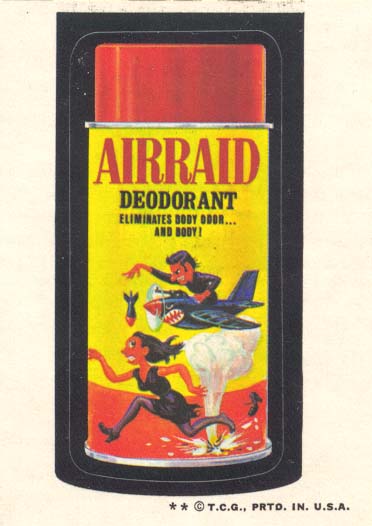 AIRRAID
DEODORANT
ELIMINATES BODY ODOR...
AND BODY!
** © T.C.G., PRTD. IN. U.S.A.